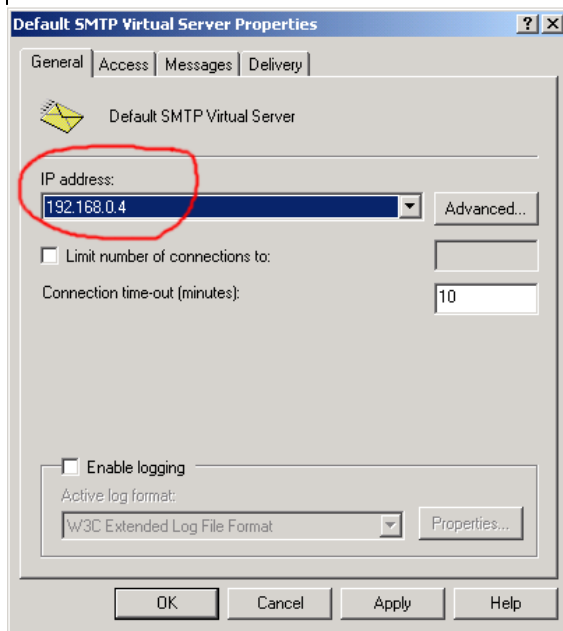 Default SMTP Virtual Server Properties
General Access Messages Delivery
Default SMTP Virtual Server
IP address:
192.168.0.4 Advanced...
Limit number of connections to:
Connection time-out (minutes): 10
Enable logging
Active log format:
W3C Extended Log File Format Properties...
OK Cancel Apply Help